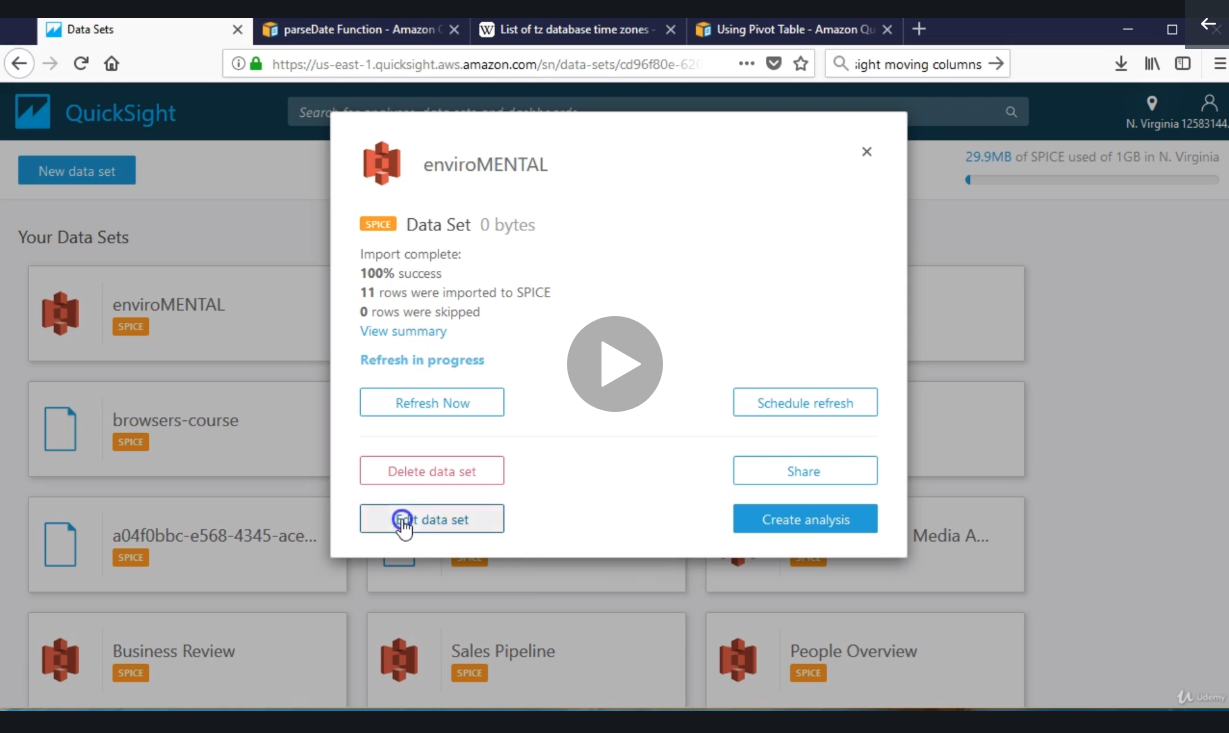 Data Sets
parseDate Function - Amazon
List of tz database time zones -
Using Pivot Table - Amazon Qu
https://us-east-1.quicksight.aws.amazon.com/sn/data-sets/cd96f80e-620
sight moving columns
QuickSight
Search for analyses, data sets and dashboards
N. Virginia 12583144
New data set
29.9MB of SPICE used of 1GB in N. Virginia
Your Data Sets
enviroMENTAL
SPICE
browsers-course
SPICE
a04f0bbc-e568-4345-ace...
SPICE
Business Review
SPICE
enviroMENTAL
SPICE Data Set 0 bytes
Import complete:
100% success
11 rows were imported to SPICE
0 rows were skipped
View summary
Refresh in progress
Refresh Now
Schedule refresh
Delete data set
Share
Edit data set
Create analysis
SPICE
Media A...
SPICE
Sales Pipeline
SPICE
People Overview
SPICE
Udemy